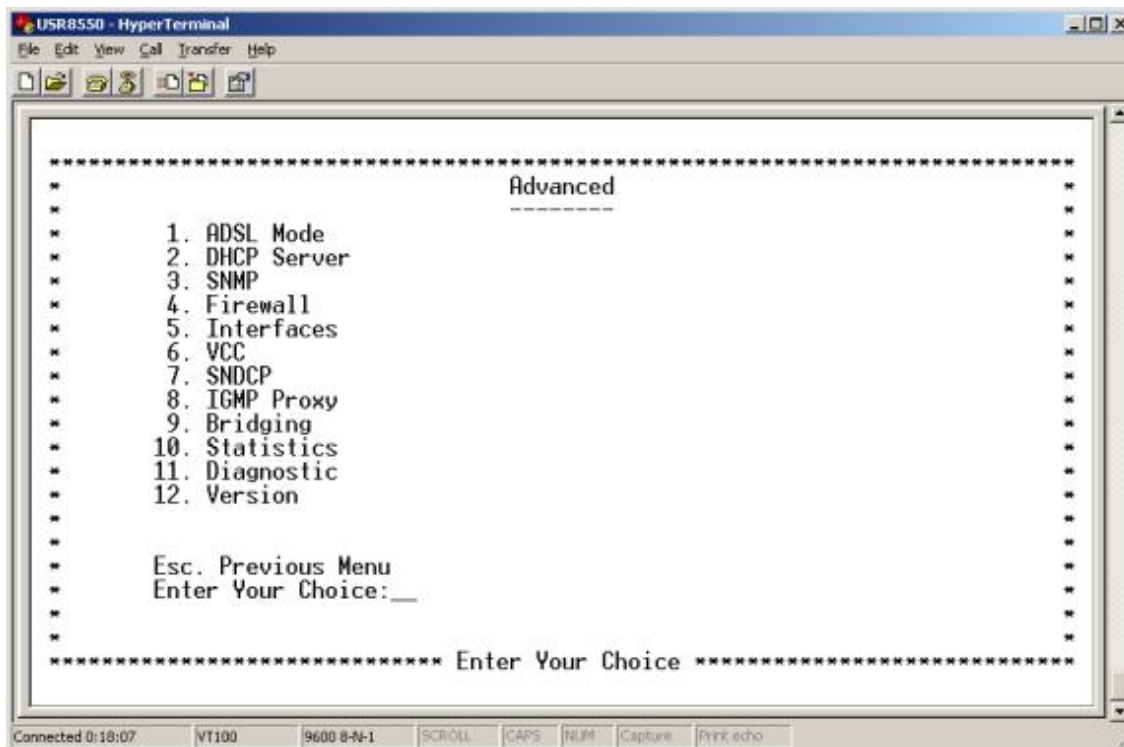 USR8550 - HyperTerminal
File Edit View Call Transfer Help
******************************************************************************
* Advanced *
* -------- *
* 1. ADSL Mode *
* 2. DHCP Server *
* 3. SNMP *
* 4. Firewall *
* 5. Interfaces *
* 6. VCC *
* 7. SNDCP *
* 8. IGMP Proxy *
* 9. Bridging *
* 10. Statistics *
* 11. Diagnostic *
* 12. Version *
* *
* *
* Esc. Previous Menu *
* Enter Your Choice:__ *
* *
* *
****************************** Enter Your Choice *****************************
Connected 0:18:07 VT100 9600 8-N-1 SCROLL CAPS NUM Capture Print echo